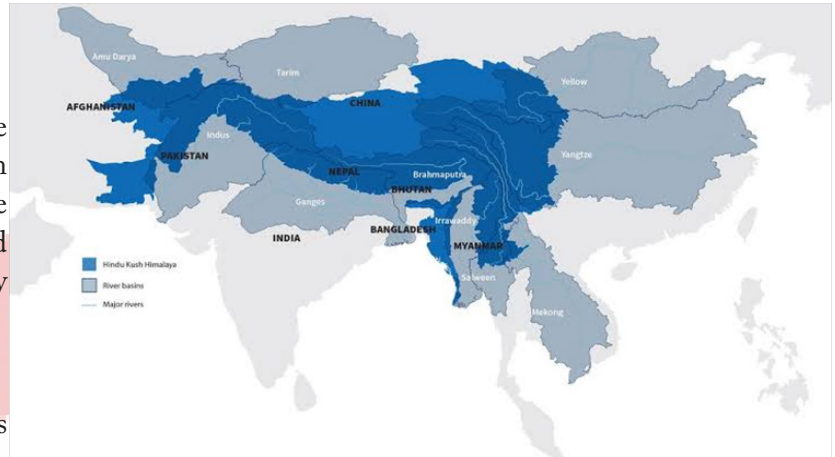 Amu Darya
Tarim
Yellow
AFGHANISTAN
CHINA
Indus
PAKISTAN
Yangtze
NEPAL
Brahmaputra
BHUTAN
Ganges
Irrawaddy
BANGLADESH
INDIA
MYANMAR
Hindu Kush Himalaya
Salween
River basins
Major rivers
Mekong